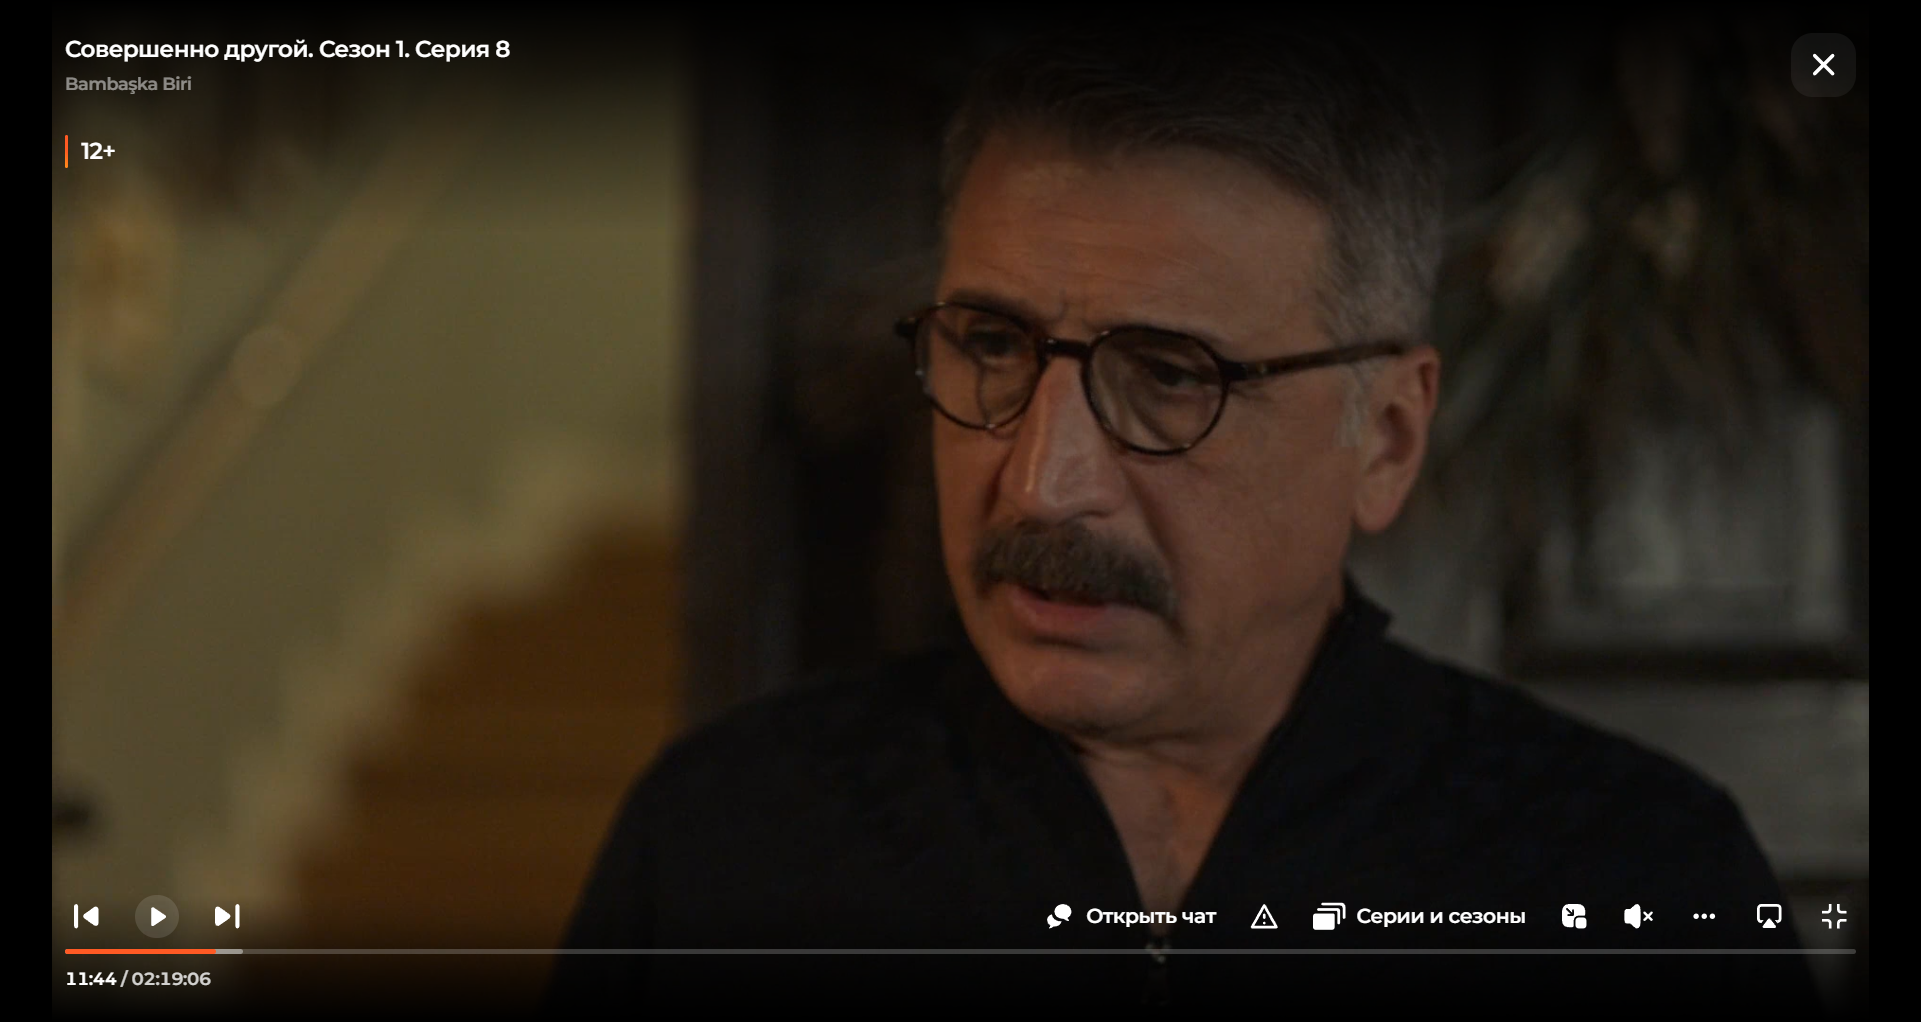 Совершенно другой. Сезон 1. Серия 8
Bambaşka Biri
12+
Открыть чат
Серии и сезоны
11:44 / 02:19:06